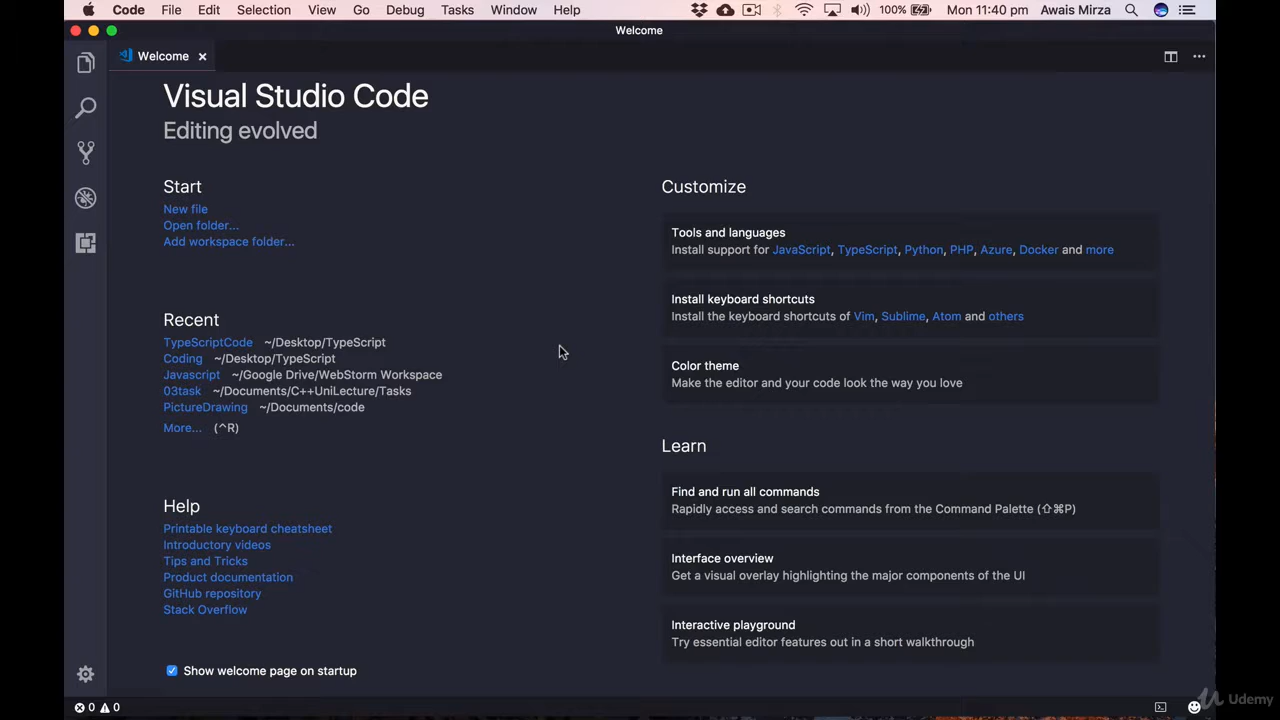 Code File Edit Selection View Go Debug Tasks Window Help 100% Mon 11:40 pm Awais Mirza
Welcome
Welcome
Visual Studio Code
Editing evolved
Start
New file
Open folder...
Add workspace folder...
Recent
TypeScriptCode ~/Desktop/TypeScript
Coding ~/Desktop/TypeScript
Javascript ~/Google Drive/WebStorm Workspace
03task ~/Documents/C++UniLecture/Tasks
PictureDrawing ~/Documents/code
More... (^R)
Help
Printable keyboard cheatsheet
Introductory videos
Tips and Tricks
Product documentation
GitHub repository
Stack Overflow
Show welcome page on startup
Customize
Tools and languages
Install support for JavaScript, TypeScript, Python, PHP, Azure, Docker and more
Install keyboard shortcuts
Install the keyboard shortcuts of Vim, Sublime, Atom and others
Color theme
Make the editor and your code look the way you love
Learn
Find and run all commands
Rapidly access and search commands from the Command Palette (⇧⌘P)
Interface overview
Get a visual overlay highlighting the major components of the UI
Interactive playground
Try essential editor features out in a short walkthrough
0 0
Udemy